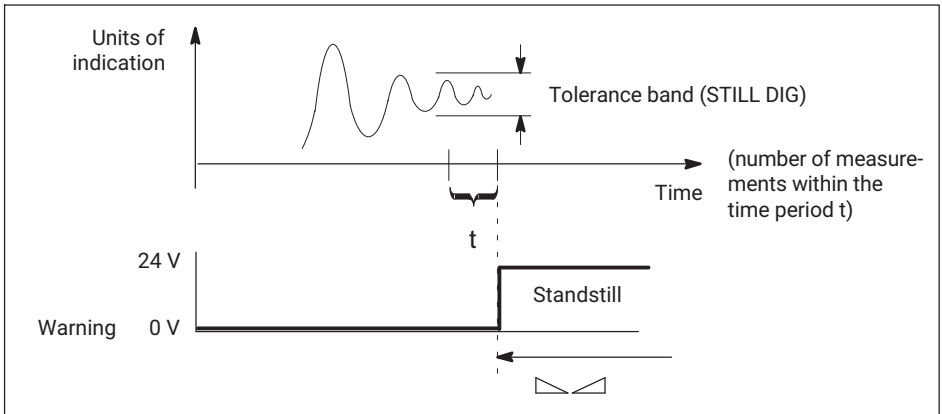 Units of
indication
Tolerance band (STILL DIG)
(number of measure-
ments within the
time period t)
Time
t
24 V
Standstill
Warning 0 V